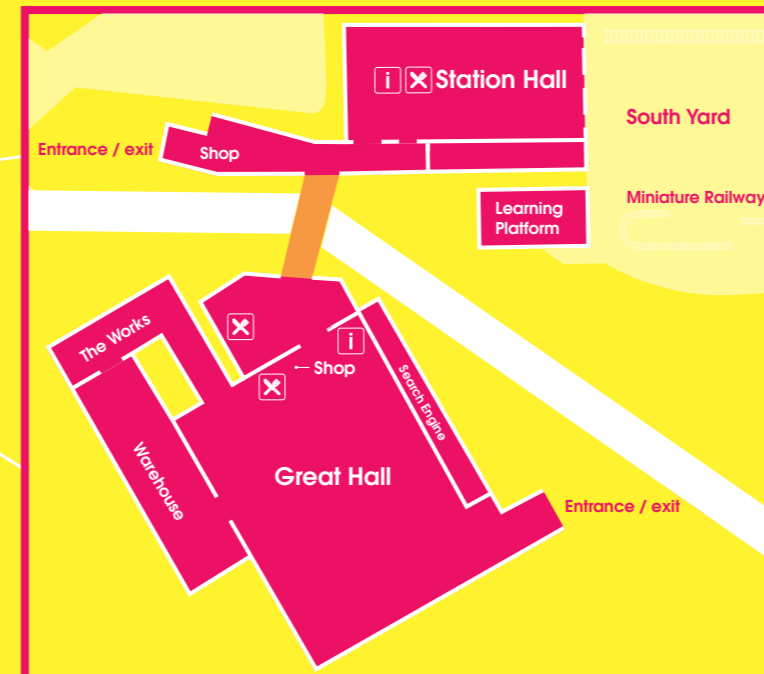 i Station Hall
South Yard
Entrance / exit
Shop
Miniature Railway
Learning
Platform
The Works
i
Shop
Search Engine
Warehouse
Great Hall
Entrance / exit